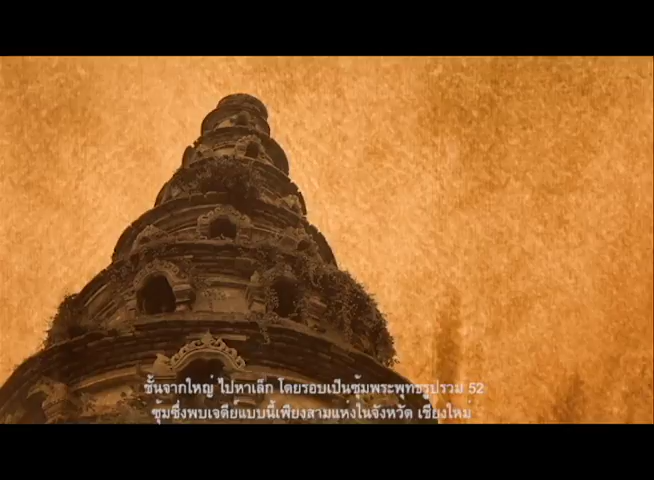 ชั้นจากใหญ่ ไปหาเล็ก โดยรอบเป็นซุ้มพระพุทธรูปรวม 52
ซุ้มซึ่งพบเจดีย์แบบนี้เพียงสามแห่งในจังหวัด เชียงใหม่